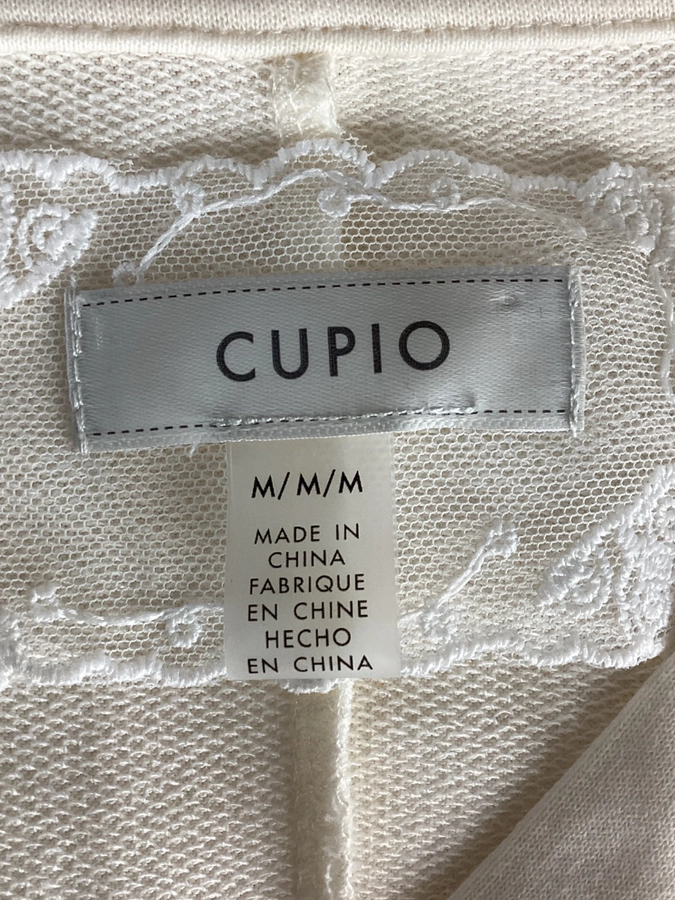 CUPIO
M/M/M
MADE IN
CHINA
FABRIQUE
EN CHINE
HECHO
EN CHINA